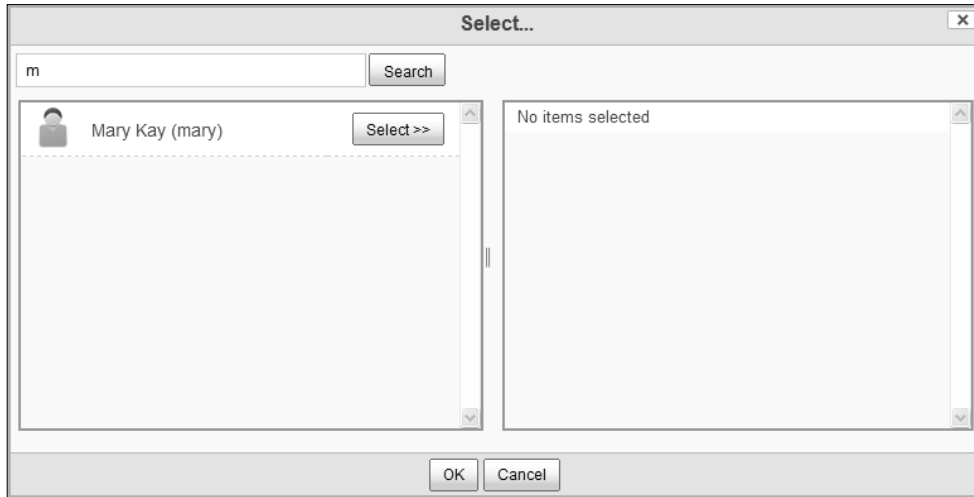 Select...
m
Search
Mary Kay (mary)
Select >>
No items selected
OK
Cancel